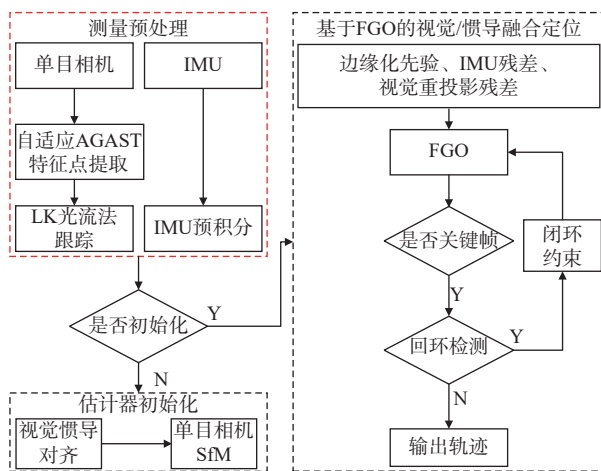 测量预处理
单目相机
IMU
自适应AGAST
特征点提取
LK光流法
跟踪
IMU预积分
是否初始化
Y
N
估计器初始化
视觉惯导
对齐
单目相机
SfM
基于FGO的视觉/惯导融合定位
边缘化先验、IMU残差、
视觉重投影残差
FGO
是否关键帧
闭环
约束
Y
回环检测
Y
N
输出轨迹